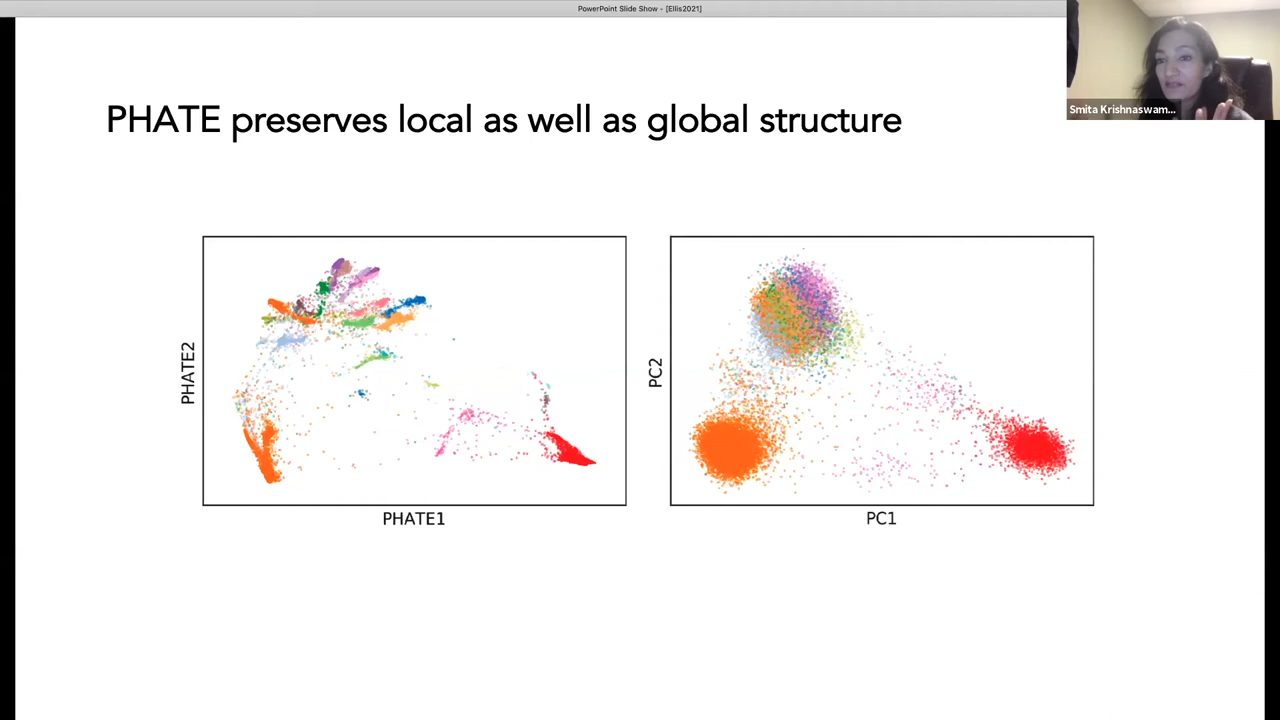 PowerPoint Slide Show - [Ellis2021]
Smita Krishnaswam...
PHATE preserves local as well as global structure
PHATE2
PHATE1
PC2
PC1